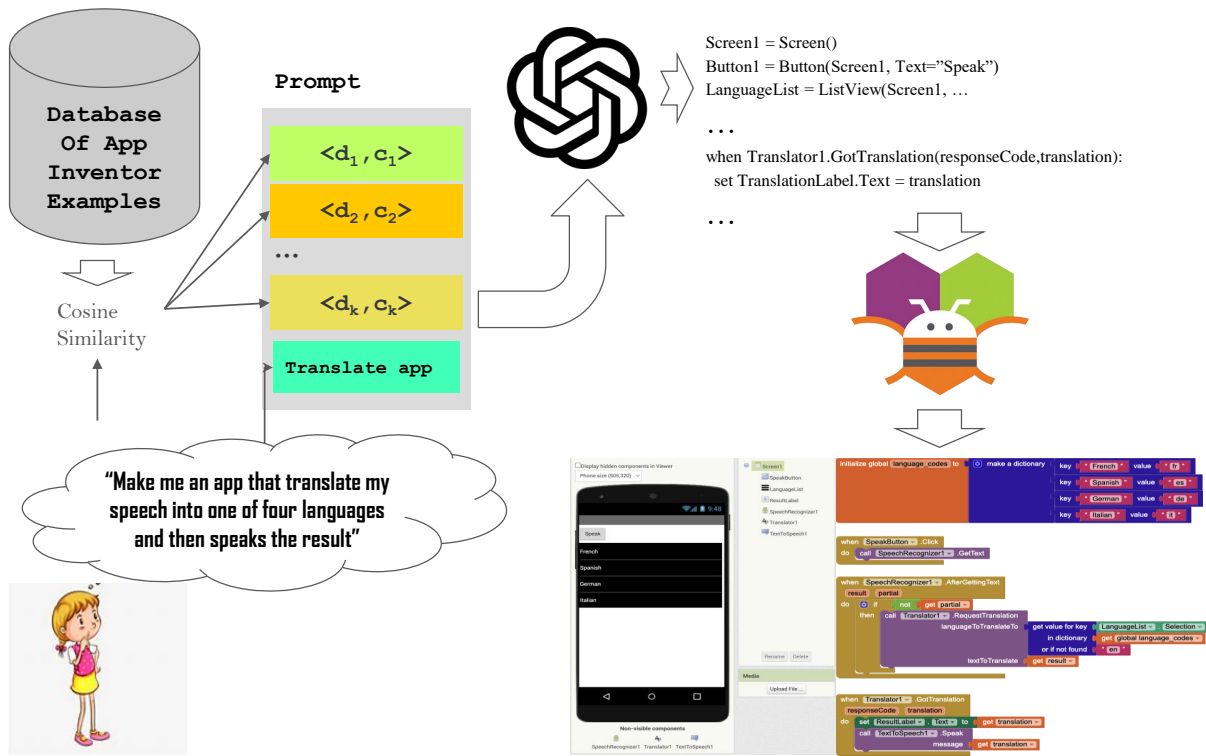 Database
Of App
Inventor
Examples
Cosine
Similarity
Prompt
<d1,c1>
<d2,c2>
...
<dk,ck>
Translate app
“Make me an app that translate my
speech into one of four languages
and then speaks the result”
Screen1 = Screen()
Button1 = Button(Screen1, Text=”Speak”)
LanguageList = ListView(Screen1, …
...
when Translator1.GotTranslation(responseCode,translation):
set TranslationLabel.Text = translation
...
Display hidden components in Viewer
Phone size (505,320)
9:48
Speak
French
Spanish
German
Italian
Non-visible components
SpeechRecognizer1 Translator1 TextToSpeech1
Screen1
SpeakButton
LanguageList
ResultLabel
SpeechRecognizer1
Translator1
TextToSpeech1
Rename Delete
Media
Upload File ...
initialize global language_codes to make a dictionary key " French " value " fr "
key " Spanish " value " es "
key " German " value " de "
key " Italian " value " it "
when SpeakButton .Click
do call SpeechRecognizer1 .GetText
when SpeechRecognizer1 .AfterGettingText
result partial
do if not get partial
then call Translator1 .RequestTranslation
languageToTranslateTo get value for key LanguageList . Selection
in dictionary get global language_codes
or if not found " en "
textToTranslate get result
when Translator1 .GotTranslation
responseCode translation
do set ResultLabel . Text to get translation
call TextToSpeech1 .Speak
message get translation